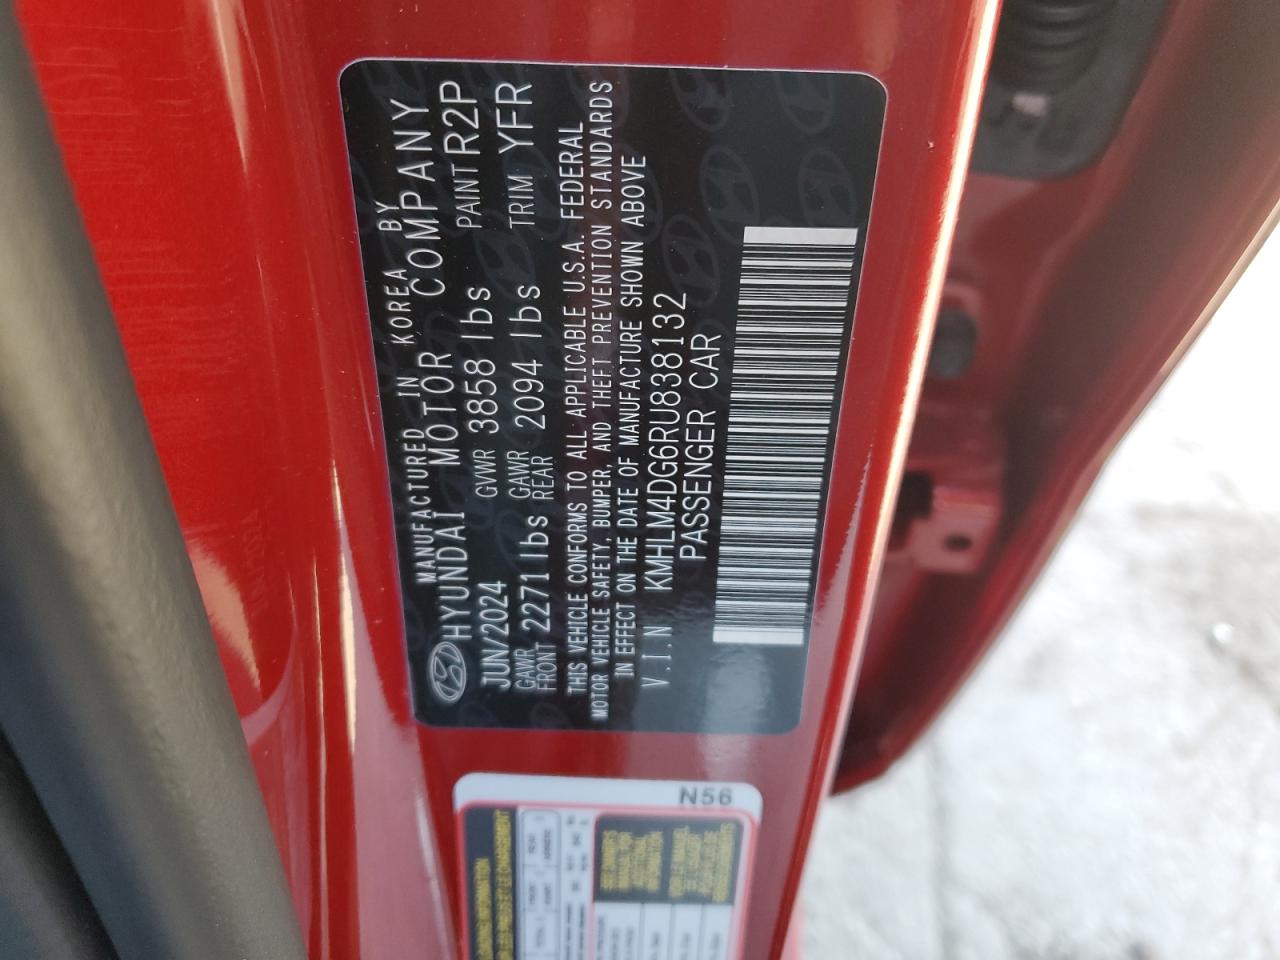 MANUFACTURED IN KOREA BY
HYUNDAI MOTOR COMPANY
JUN/2024 GVWR 3858 lbs PAINT R2P
GAWR FRONT 2271 lbs GAWR REAR 2094 lbs TRIM YFR
THIS VEHICLE CONFORMS TO ALL APPLICABLE U.S.A. FEDERAL
MOTOR VEHICLE SAFETY, BUMPER, AND THEFT PREVENTION STANDARDS
IN EFFECT ON THE DATE OF MANUFACTURE SHOWN ABOVE
V.I.N KMHLM4DG6RU838132
PASSENGER CAR
N56